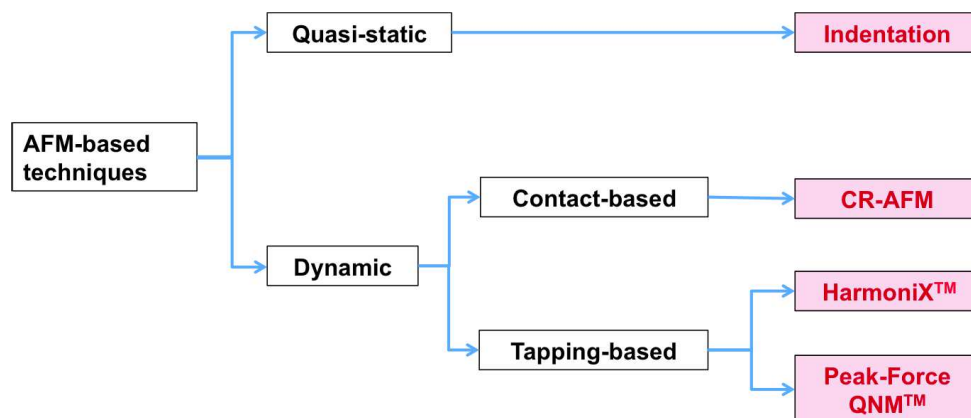 Quasi-static
Indentation
AFM-based
techniques
Contact-based
CR-AFM
Dynamic
HarmoniX™
Tapping-based
Peak-Force
QNM™